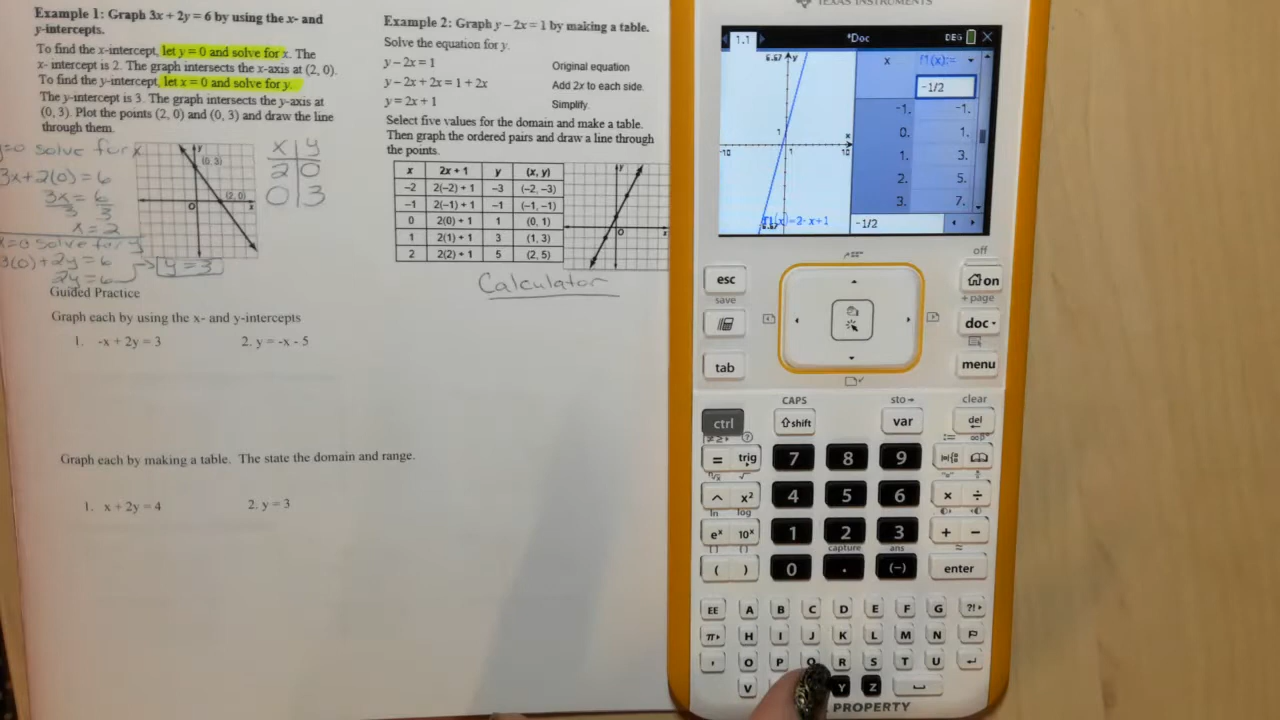 Example 1: Graph 3x + 2y = 6 by using the x- and
y-intercepts.
To find the x-intercept, let y = 0 and solve for x. The
x- intercept is 2. The graph intersects the x-axis at (2, 0).
To find the y-intercept, let x = 0 and solve for y.
The y-intercept is 3. The graph intersects the y-axis at
(0, 3). Plot the points (2, 0) and (0, 3) and draw the line
through them.
y=0 solve for x
3x+2(0) = 6
3x = 6
3 3
x = 2
x=0 solve for y
3(0)+2y = 6
2y = 6
y = 3
y
(0, 3)
(2, 0)
O
x
x y
2 0
0 3
Example 2: Graph y – 2x = 1 by making a table.
Solve the equation for y.
y – 2x = 1 Original equation
y – 2x + 2x = 1 + 2x Add 2x to each side.
y = 2x + 1 Simplify.
Select five values for the domain and make a table.
Then graph the ordered pairs and draw a line through
the points.
x 2x + 1 y (x, y)
–2 2(–2) + 1 –3 (–2, –3)
–1 2(–1) + 1 –1 (–1, –1)
0 2(0) + 1 1 (0, 1)
1 2(1) + 1 3 (1, 3)
2 2(2) + 1 5 (2, 5)
y
O
x
Calculator
Guided Practice
Graph each by using the x- and y-intercepts
1. -x + 2y = 3 2. y = -x - 5
Graph each by making a table. The state the domain and range.
1. x + 2y = 4 2. y = 3
TEXAS INSTRUMENTS
1.1 *Doc DEG
6.67 y
1
x
-10 1 10
f1(x)=2·x+1
x f1(x):=
-1/2
-1. -1.
0. 1.
1. 3.
2. 5.
3. 7.
-1/2
off
esc on
save + page
doc
tab menu
CAPS sto→ clear
ctrl shift var del
= trig 7 8 9
^ x² 4 5 6 × ÷
ln log
eˣ 10ˣ 1 2 3 + −
capture ans
( ) 0 . (−) enter
EE A B C D E F G ?!
π H I J K L M N
, O P Q R S T U
V Y Z
PROPERTY